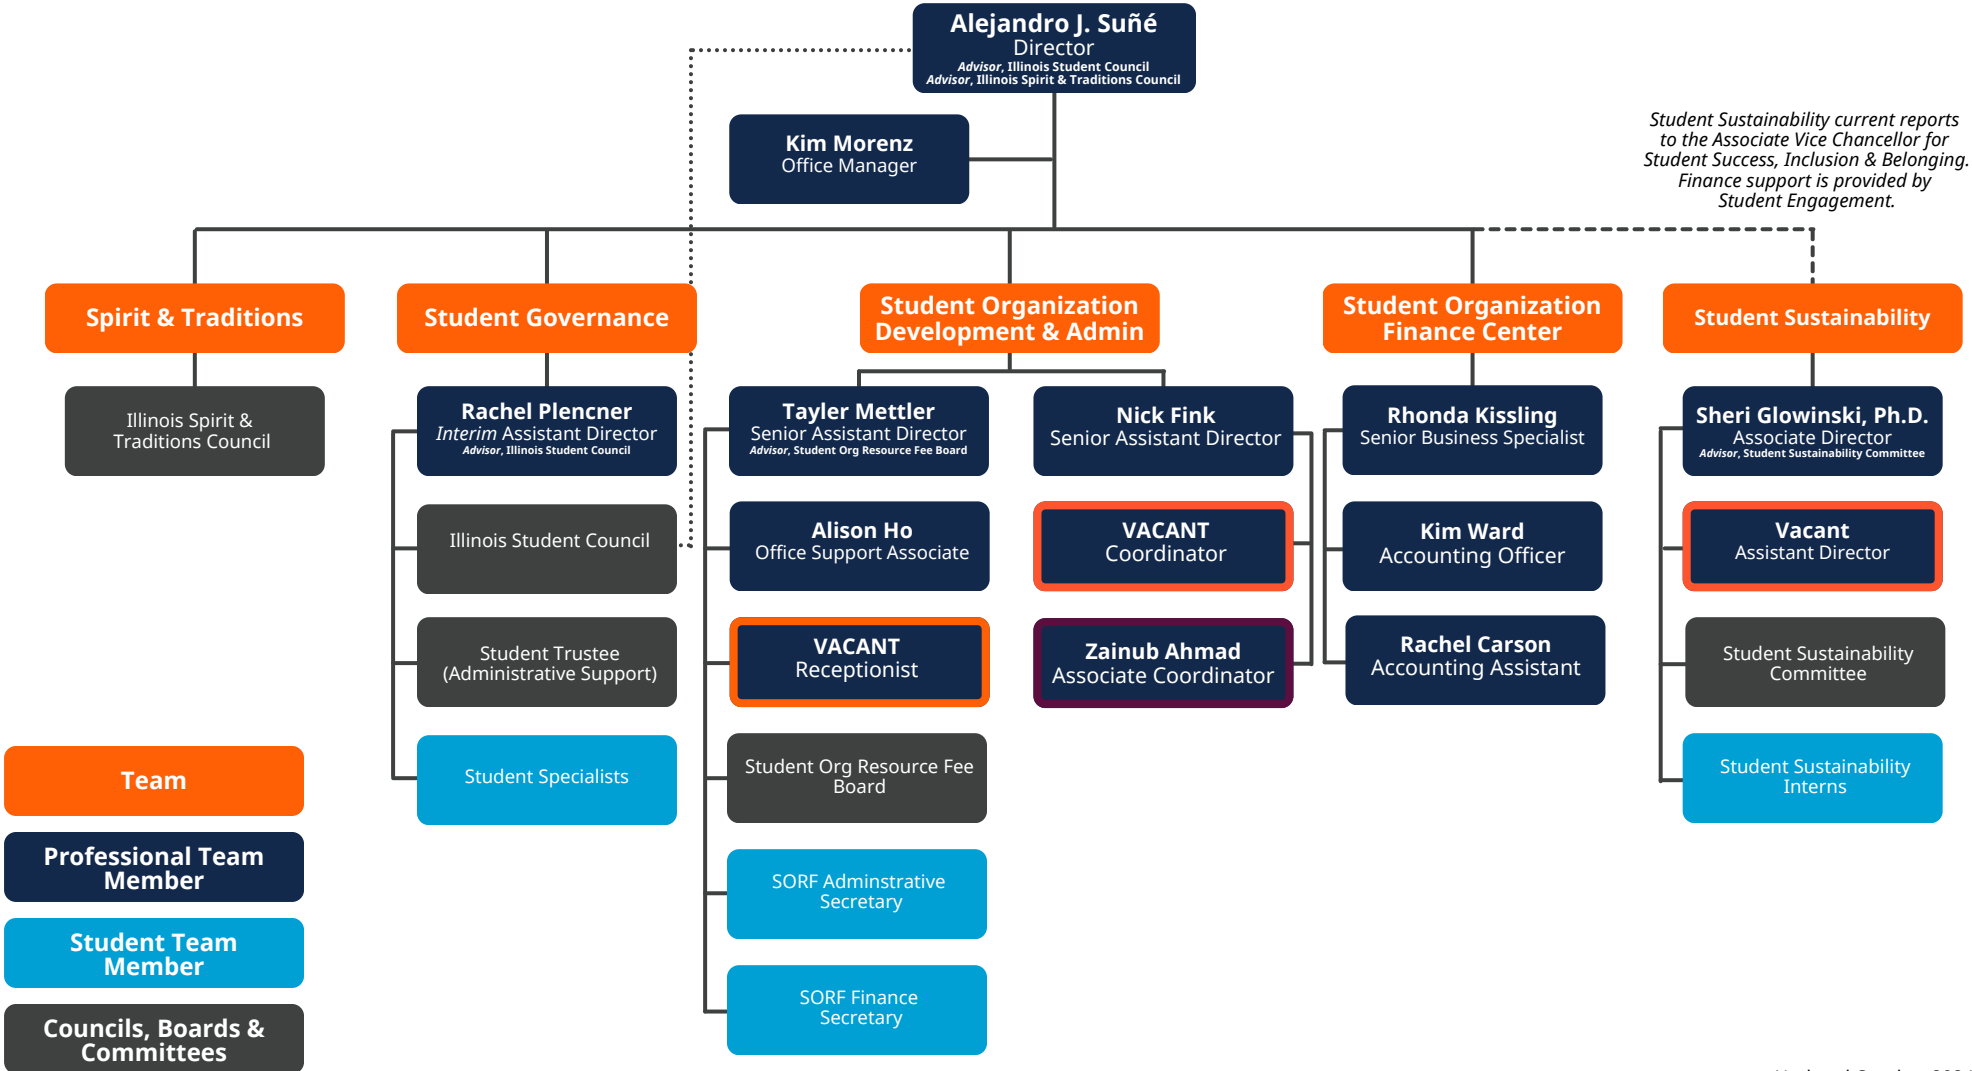 Alejandro J. Suñé
Director
Advisor, Illinois Student Council
Advisor, Illinois Spirit & Traditions Council
Kim Morenz
Office Manager
Student Sustainability current reports
to the Associate Vice Chancellor for
Student Success, Inclusion & Belonging.
Finance support is provided by
Student Engagement.
Spirit & Traditions
Illinois Spirit &
Traditions Council
Student Governance
Rachel Plencner
Interim Assistant Director
Advisor, Illinois Student Council
Illinois Student Council
Student Trustee
(Administrative Support)
Student Specialists
Student Organization
Development & Admin
Tayler Mettler
Senior Assistant Director
Advisor, Student Org Resource Fee Board
Alison Ho
Office Support Associate
VACANT
Receptionist
Student Org Resource Fee
Board
SORF Adminstrative
Secretary
SORF Finance
Secretary
Nick Fink
Senior Assistant Director
VACANT
Coordinator
Zainub Ahmad
Associate Coordinator
Student Organization
Finance Center
Rhonda Kissling
Senior Business Specialist
Kim Ward
Accounting Officer
Rachel Carson
Accounting Assistant
Student Sustainability
Sheri Glowinski, Ph.D.
Associate Director
Advisor, Student Sustainability Committee
Vacant
Assistant Director
Student Sustainability
Committee
Student Sustainability
Interns
Team
Professional Team
Member
Student Team
Member
Councils, Boards &
Committees